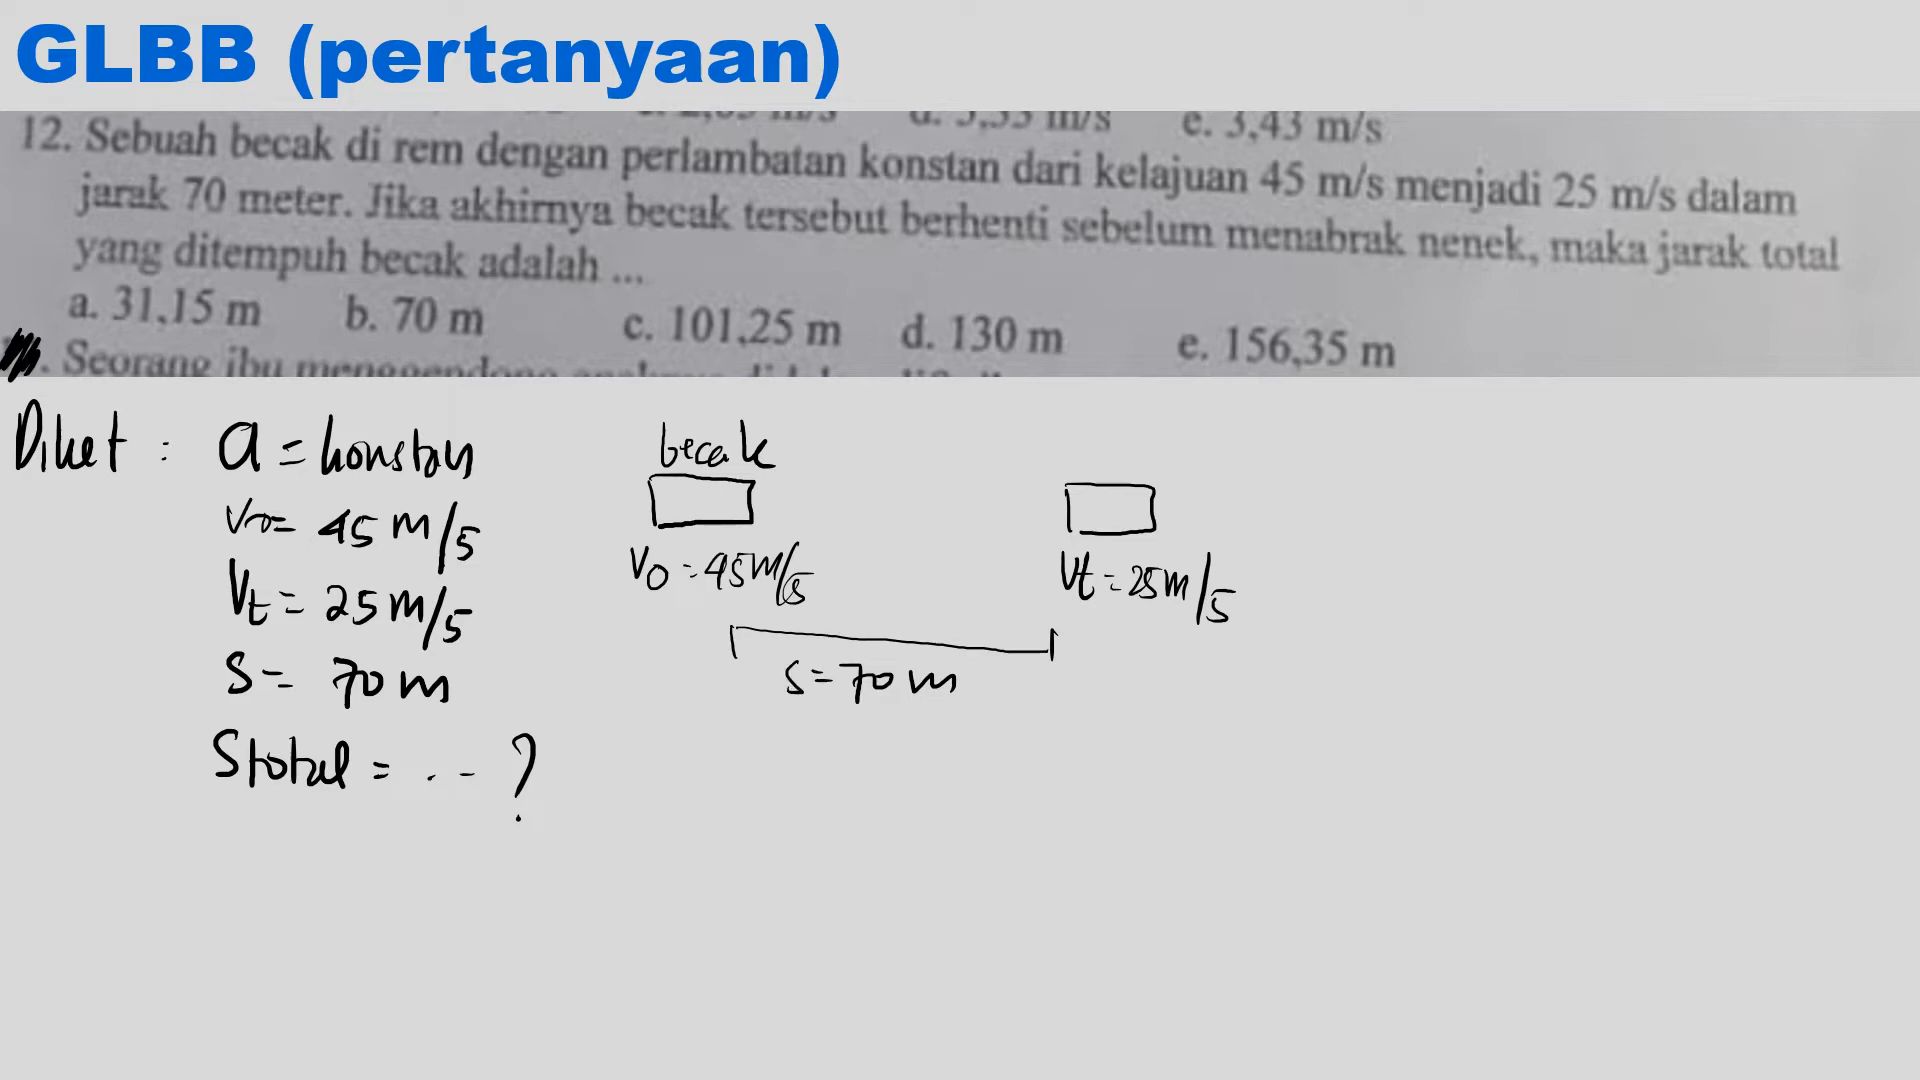 GLBB (pertanyaan)
e. 3,43 m/s
12. Sebuah becak di rem dengan perlambatan konstan dari kelajuan 45 m/s menjadi 25 m/s dalam
jarak 70 meter. Jika akhirnya becak tersebut berhenti sebelum menabrak nenek, maka jarak total
yang ditempuh becak adalah ...
a. 31,15 m b. 70 m c. 101,25 m d. 130 m e. 156,35 m
. Seorang ibu menggendong
Diket : a = konstan
becak
Vo = 45 m/s
Vo = 45 m/s
Vt = 25 m/s
Vt = 25 m/s
S = 70 m
S = 70 m
Stotal = ... ?